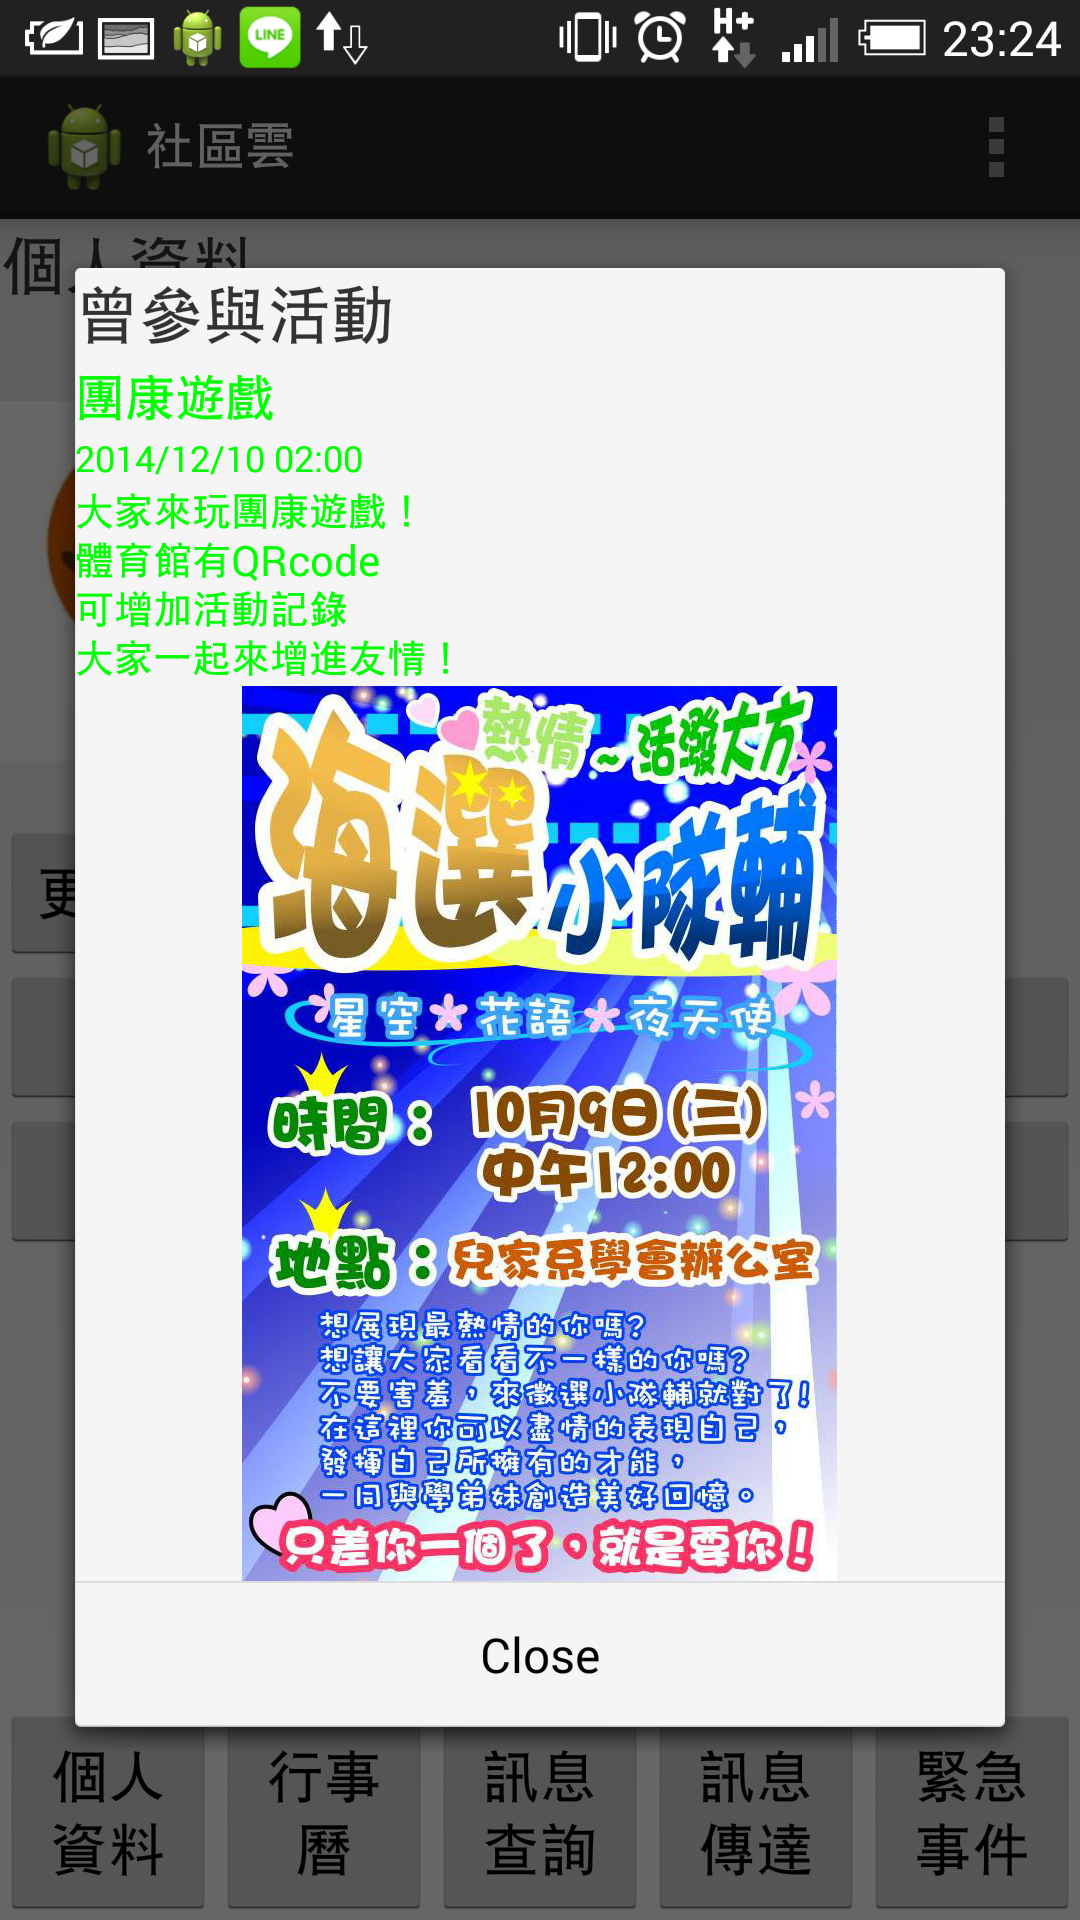 LINE
H+
23:24
社區雲
個人資料
曾參與活動
團康遊戲
2014/12/10 02:00
大家來玩團康遊戲！
體育館有QRcode
可增加活動記錄
大家一起來增進友情！
熱情～活潑大方
海選小隊輔
星空＊花語＊夜天使
時間： 10月9日(三)
中午12:00
地點：兒家系學會辦公室
想展現最熱情的你嗎?
想讓大家看看不一樣的你嗎?
不要害羞，來徵選小隊輔就對了!
在這裡你可以盡情的表現自己，
發揮自己所擁有的才能，
一同與學弟妹創造美好回憶。
只差你一個了，就是要你！
更
Close
個人
資料
行事
曆
訊息
查詢
訊息
傳達
緊急
事件